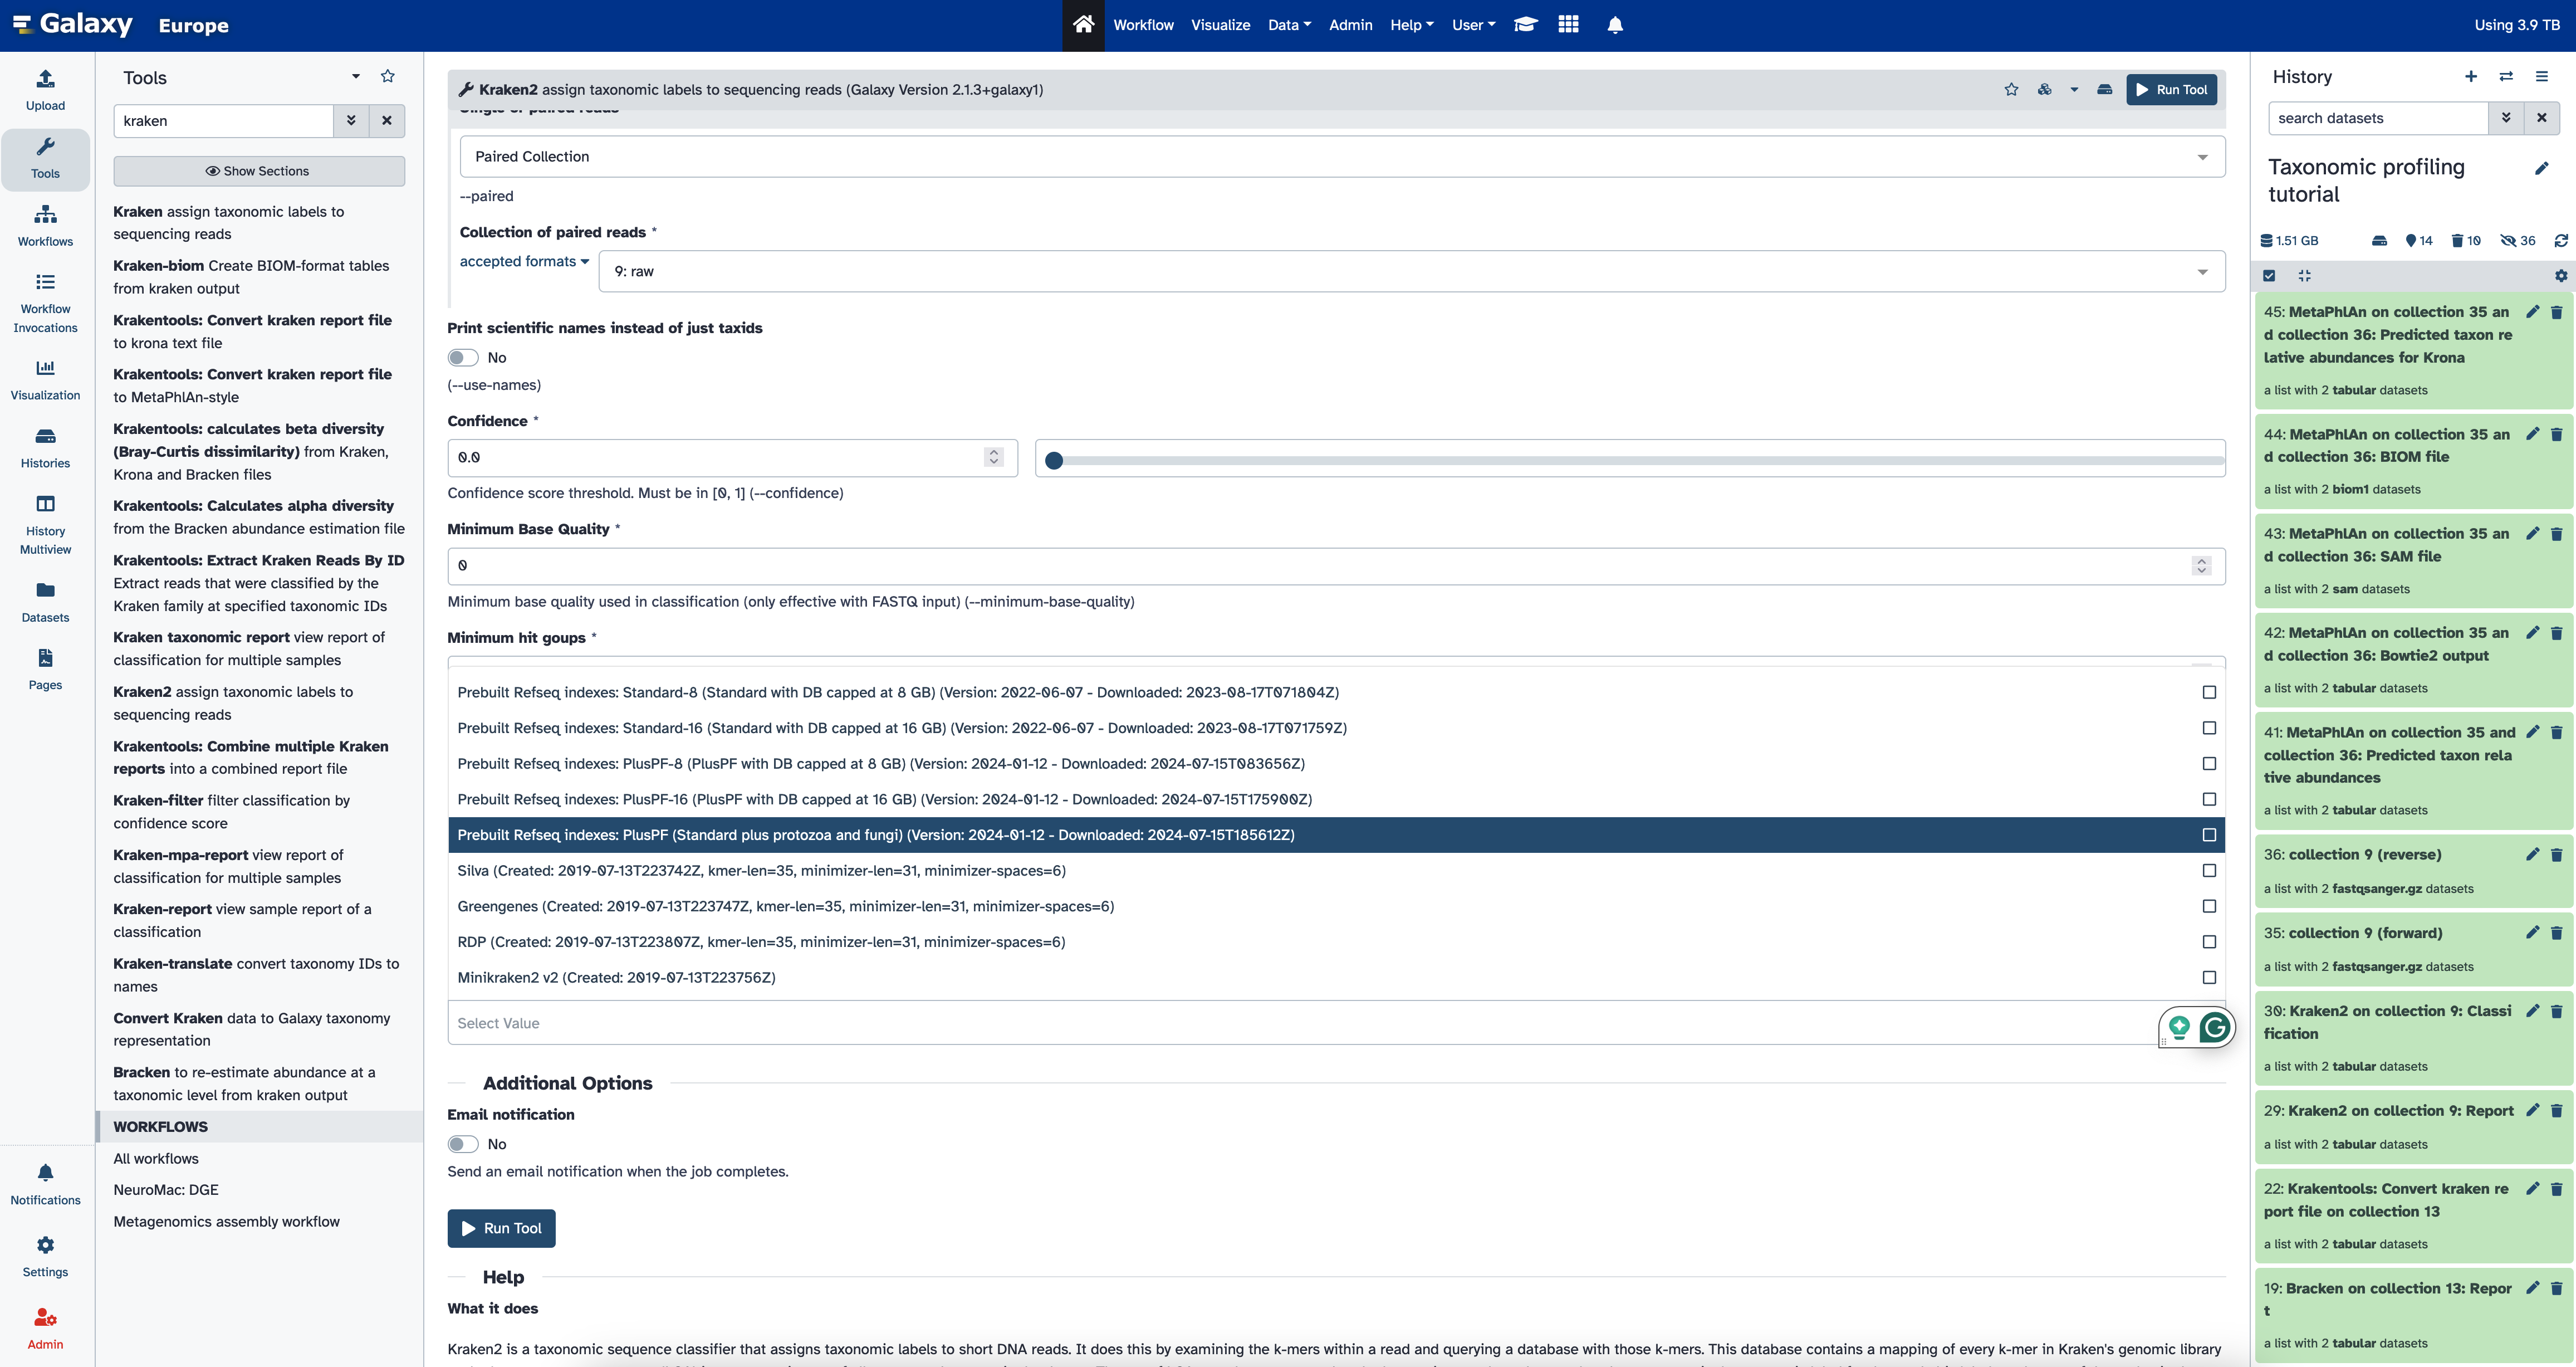 Galaxy Europe
Workflow Visualize Data Admin Help User
Using 3.9 TB
Upload
Tools
Workflows
Workflow
Invocations
Visualization
Histories
History
Multiview
Datasets
Pages
Notifications
Settings
Admin
Tools
kraken
Show Sections
Kraken assign taxonomic labels to
sequencing reads
Kraken-biom Create BIOM-format tables
from kraken output
Krakentools: Convert kraken report file
to krona text file
Krakentools: Convert kraken report file
to MetaPhlAn-style
Krakentools: calculates beta diversity
(Bray-Curtis dissimilarity) from Kraken,
Krona and Bracken files
Krakentools: Calculates alpha diversity
from the Bracken abundance estimation file
Krakentools: Extract Kraken Reads By ID
Extract reads that were classified by the
Kraken family at specified taxonomic IDs
Kraken taxonomic report view report of
classification for multiple samples
Kraken2 assign taxonomic labels to
sequencing reads
Krakentools: Combine multiple Kraken
reports into a combined report file
Kraken-filter filter classification by
confidence score
Kraken-mpa-report view report of
classification for multiple samples
Kraken-report view sample report of a
classification
Kraken-translate convert taxonomy IDs to
names
Convert Kraken data to Galaxy taxonomy
representation
Bracken to re-estimate abundance at a
taxonomic level from kraken output
WORKFLOWS
All workflows
NeuroMac: DGE
Metagenomics assembly workflow
Kraken2 assign taxonomic labels to sequencing reads (Galaxy Version 2.1.3+galaxy1)
Run Tool
Single or paired reads
Paired Collection
--paired
Collection of paired reads *
accepted formats
9: raw
Print scientific names instead of just taxids
No
(--use-names)
Confidence *
0.0
Confidence score threshold. Must be in [0, 1] (--confidence)
Minimum Base Quality *
0
Minimum base quality used in classification (only effective with FASTQ input) (--minimum-base-quality)
Minimum hit goups *
Prebuilt Refseq indexes: Standard-8 (Standard with DB capped at 8 GB) (Version: 2022-06-07 - Downloaded: 2023-08-17T071804Z)
Prebuilt Refseq indexes: Standard-16 (Standard with DB capped at 16 GB) (Version: 2022-06-07 - Downloaded: 2023-08-17T071759Z)
Prebuilt Refseq indexes: PlusPF-8 (PlusPF with DB capped at 8 GB) (Version: 2024-01-12 - Downloaded: 2024-07-15T083656Z)
Prebuilt Refseq indexes: PlusPF-16 (PlusPF with DB capped at 16 GB) (Version: 2024-01-12 - Downloaded: 2024-07-15T175900Z)
Prebuilt Refseq indexes: PlusPF (Standard plus protozoa and fungi) (Version: 2024-01-12 - Downloaded: 2024-07-15T185612Z)
Silva (Created: 2019-07-13T223742Z, kmer-len=35, minimizer-len=31, minimizer-spaces=6)
Greengenes (Created: 2019-07-13T223747Z, kmer-len=35, minimizer-len=31, minimizer-spaces=6)
RDP (Created: 2019-07-13T223807Z, kmer-len=35, minimizer-len=31, minimizer-spaces=6)
Minikraken2 v2 (Created: 2019-07-13T223756Z)
Select Value
Additional Options
Email notification
No
Send an email notification when the job completes.
Run Tool
Help
What it does
Kraken2 is a taxonomic sequence classifier that assigns taxonomic labels to short DNA reads. It does this by examining the k-mers within a read and querying a database with those k-mers. This database contains a mapping of every k-mer in Kraken's genomic library
History
search datasets
Taxonomic profiling
tutorial
1.51 GB 14 10 36
45: MetaPhlAn on collection 35 an
d collection 36: Predicted taxon re
lative abundances for Krona
a list with 2 tabular datasets
44: MetaPhlAn on collection 35 an
d collection 36: BIOM file
a list with 2 biom1 datasets
43: MetaPhlAn on collection 35 an
d collection 36: SAM file
a list with 2 sam datasets
42: MetaPhlAn on collection 35 an
d collection 36: Bowtie2 output
a list with 2 tabular datasets
41: MetaPhlAn on collection 35 and
collection 36: Predicted taxon rela
tive abundances
a list with 2 tabular datasets
36: collection 9 (reverse)
a list with 2 fastqsanger.gz datasets
35: collection 9 (forward)
a list with 2 fastqsanger.gz datasets
30: Kraken2 on collection 9: Classi
fication
a list with 2 tabular datasets
29: Kraken2 on collection 9: Report
a list with 2 tabular datasets
22: Krakentools: Convert kraken re
port file on collection 13
a list with 2 tabular datasets
19: Bracken on collection 13: Repor
t
a list with 2 tabular datasets